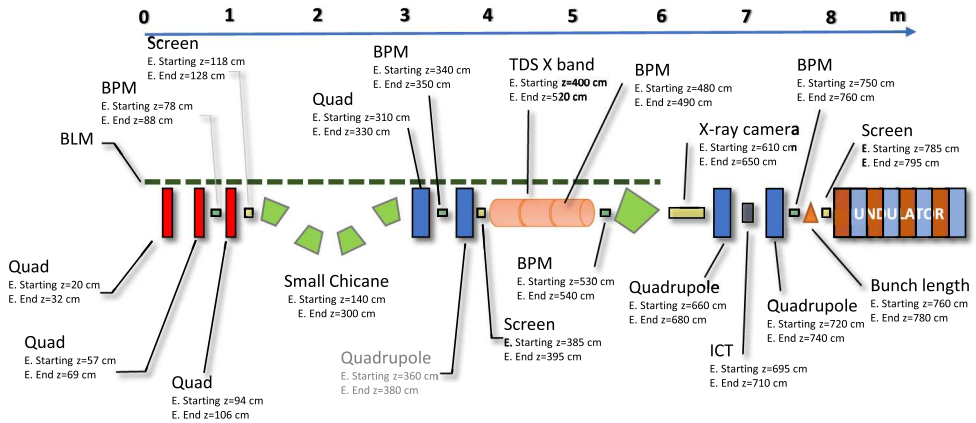 0 1 2 3 4 5 6 7 8 m
Screen
E. Starting z=118 cm
E. End z=128 cm
BPM
E. Starting z=78 cm
E. End z=88 cm
BLM
BPM
E. Starting z=340 cm
E. End z=350 cm
Quad
E. Starting z=310 cm
E. End z=330 cm
TDS X band
E. Starting z=400 cm
E. End z=520 cm
BPM
E. Starting z=480 cm
E. End z=490 cm
X-ray camera
E. Starting z=610 cm
E. End z=650 cm
BPM
E. Starting z=750 cm
E. End z=760 cm
Screen
E. Starting z=785 cm
E. End z=795 cm
UNDULATOR
Quad
E. Starting z=20 cm
E. End z=32 cm
Quad
E. Starting z=57 cm
E. End z=69 cm
Quad
E. Starting z=94 cm
E. End z=106 cm
Small Chicane
E. Starting z=140 cm
E. End z=300 cm
Quadrupole
E. Starting z=360 cm
E. End z=380 cm
BPM
E. Starting z=530 cm
E. End z=540 cm
Screen
E. Starting z=385 cm
E. End z=395 cm
Quadrupole
E. Starting z=660 cm
E. End z=680 cm
ICT
E. Starting z=695 cm
E. End z=710 cm
Quadrupole
E. Starting z=720 cm
E. End z=740 cm
Bunch length
E. Starting z=760 cm
E. End z=780 cm